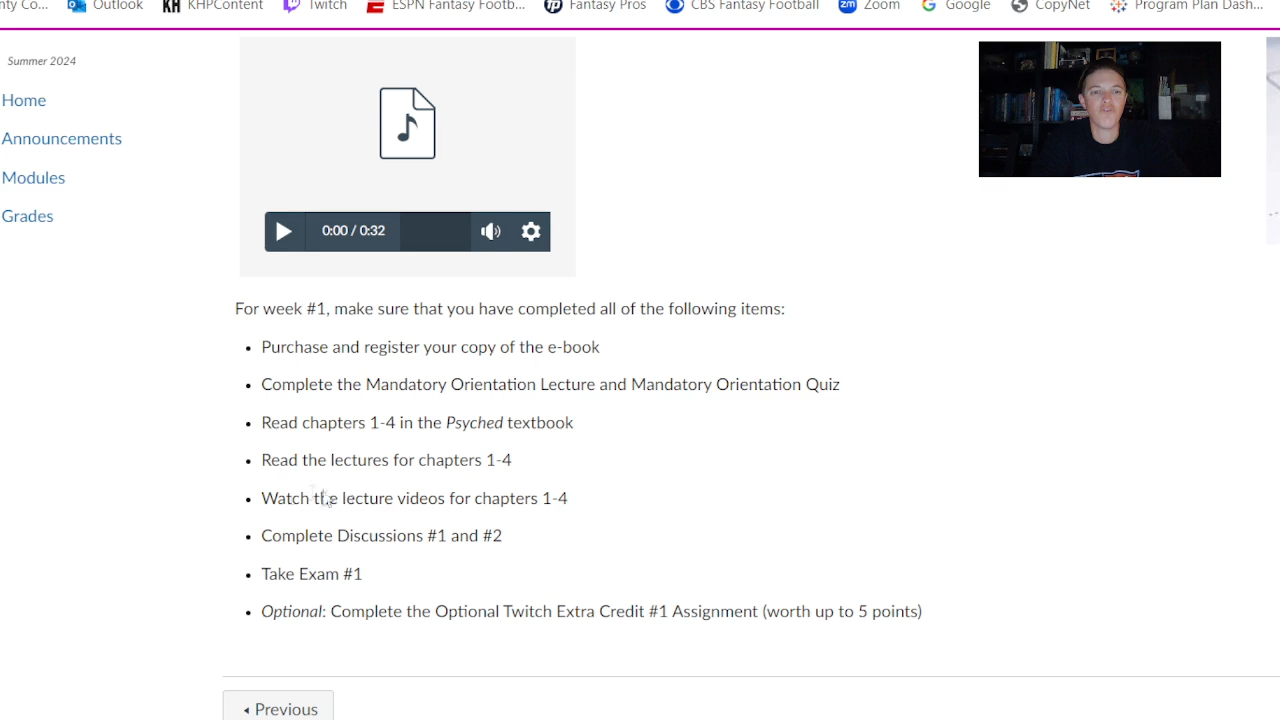 nty Co... Outlook KHPContent Twitch ESPN Fantasy Footb... Fantasy Pros CBS Fantasy Football Zoom Google CopyNet Program Plan Dash...
Summer 2024
Home
Announcements
Modules
Grades
0:00 / 0:32
For week #1, make sure that you have completed all of the following items:
• Purchase and register your copy of the e-book
• Complete the Mandatory Orientation Lecture and Mandatory Orientation Quiz
• Read chapters 1-4 in the Psyched textbook
• Read the lectures for chapters 1-4
• Watch the lecture videos for chapters 1-4
• Complete Discussions #1 and #2
• Take Exam #1
• Optional: Complete the Optional Twitch Extra Credit #1 Assignment (worth up to 5 points)
◂ Previous